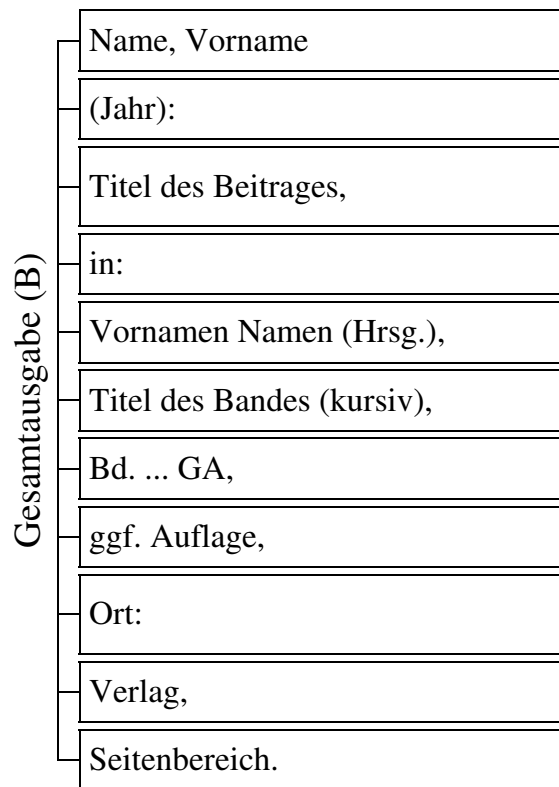 Gesamtausgabe (B)
Name, Vorname
(Jahr):
Titel des Beitrages,
in:
Vornamen Namen (Hrsg.),
Titel des Bandes (kursiv),
Bd. ... GA,
ggf. Auflage,
Ort:
Verlag,
Seitenbereich.